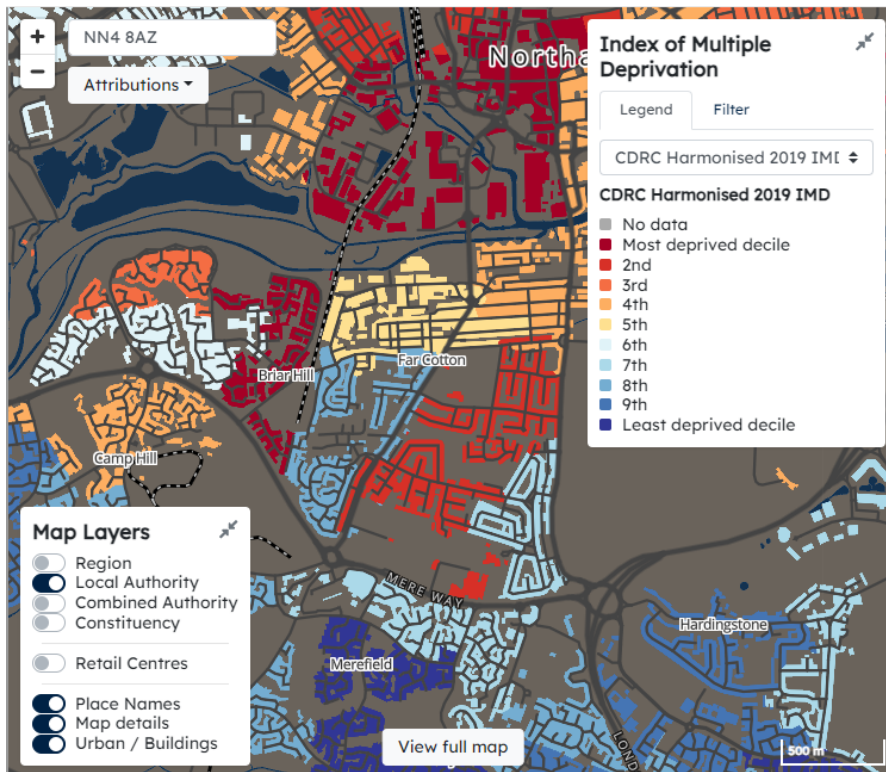 +
NN4 8AZ
−
Attributions
Northa
Index of Multiple
Deprivation
Legend
Filter
CDRC Harmonised 2019 IMD
CDRC Harmonised 2019 IMD
No data
Most deprived decile
2nd
3rd
4th
5th
6th
7th
8th
9th
Least deprived decile
Briar Hill
Far Cotton
Camp Hill
MERE WAY
Hardingstone
Merefield
LOND
Map Layers
Region
Local Authority
Combined Authority
Constituency
Retail Centres
Place Names
Map details
Urban / Buildings
View full map
500 m